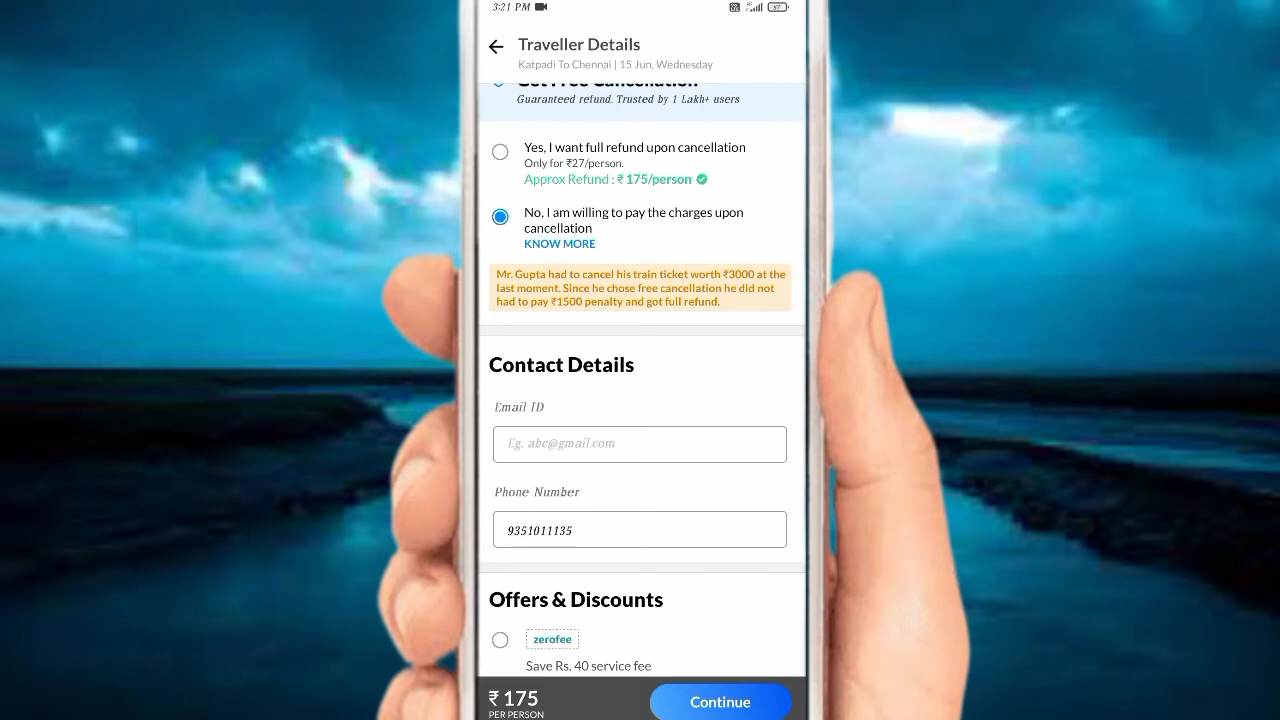 3:21 PM
Traveller Details
Katpadi To Chennai | 15 Jun, Wednesday
Get Free Cancellation
Guaranteed refund. Trusted by 1 Lakh+ users
Yes, I want full refund upon cancellation
Only for ₹27/person.
Approx Refund : ₹ 175/person
No, I am willing to pay the charges upon
cancellation
KNOW MORE
Mr. Gupta had to cancel his train ticket worth ₹3000 at the
last moment. Since he chose free cancellation he did not
had to pay ₹1500 penalty and got full refund.
Contact Details
Email ID
Eg. abc@gmail.com
Phone Number
9351011135
Offers & Discounts
zerofee
Save Rs. 40 service fee
₹ 175
PER PERSON
Continue